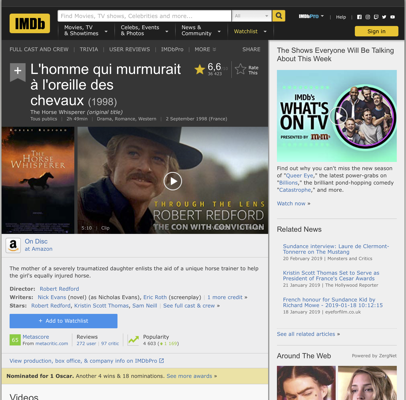 IMDb
Find Movies, TV shows, Celebrities and more...
All
IMDbPro
Help
Movies, TV & Showtimes
Celebs, Events & Photos
News & Community
Watchlist
Sign in
FULL CAST AND CREW | TRIVIA | USER REVIEWS | IMDbPro | MORE
SHARE
L'homme qui murmurait
à l'oreille des
chevaux (1998)
The Horse Whisperer (original title)
Tous publics | 2h 49min | Drama, Romance, Western | 2 September 1998 (France)
6,6
Rate
This
ROBERT REDFORD
THE HORSE
WHISPERER
THROUGH THE LENS
ROBERT REDFORD
THE CON WITH CONVICTION
5:10 | Clip
a
On Disc
at Amazon
The mother of a severely traumatized daughter enlists the aid of a unique horse trainer to help
the girl's equally injured horse.
Director: Robert Redford
Writers: Nick Evans (novel) (as Nicholas Evans), Eric Roth (screenplay) | 1 more credit »
Stars: Robert Redford, Kristin Scott Thomas, Sam Neill | See full cast & crew »
+ Add to Watchlist
Metascore
From metacritic.com
Reviews
272 user | 97 critic
Popularity
4 603
View production, box office, & company info on IMDbPro
Nominated for 1 Oscar. Another 4 wins & 18 nominations. See more awards »
Videos
The Shows Everyone Will Be Talking
About This Week
IMDb's
WHAT'S
ON TV
PRESENTED BY M&M's
Find out why you can't miss the new season
of "Queer Eye," the latest power-grabs on
"Billions," the brilliant pond-hopping comedy
"Catastrophe," and more.
Watch now »
Related News
Sundance interview: Laure de Clermont-
Tonnerre on The Mustang
20 February 2019 | Monsters and Critics
Kristin Scott Thomas Set to Serve as
President of France's Cesar Awards
21 January 2019 | The Hollywood Reporter
French honour for Sundance Kid by
Richard Mowe - 2019-01-18 10:12:15
18 January 2019 | eyeforfilm.co.uk
See all related articles »
Around The Web
Powered by ZergNet